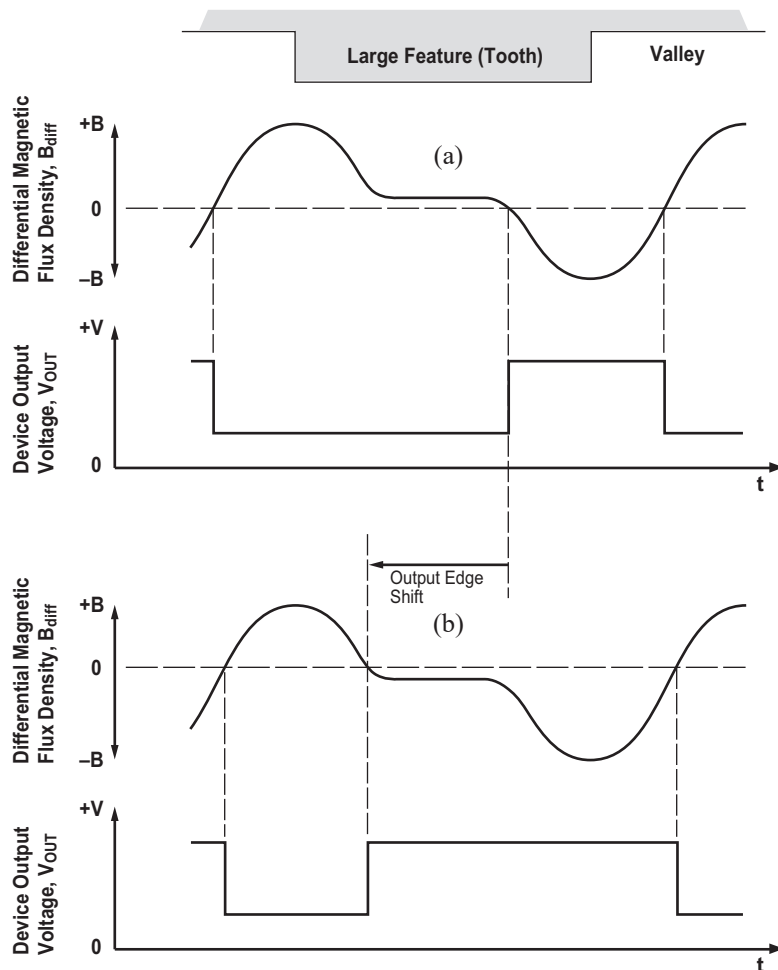 Large Feature (Tooth)
Valley
+B
0
–B
Differential Magnetic
Flux Density, Bdiff
(a)
+V
0
Device Output
Voltage, VOUT
t
Output Edge
Shift
+B
0
–B
Differential Magnetic
Flux Density, Bdiff
(b)
+V
0
Device Output
Voltage, VOUT
t